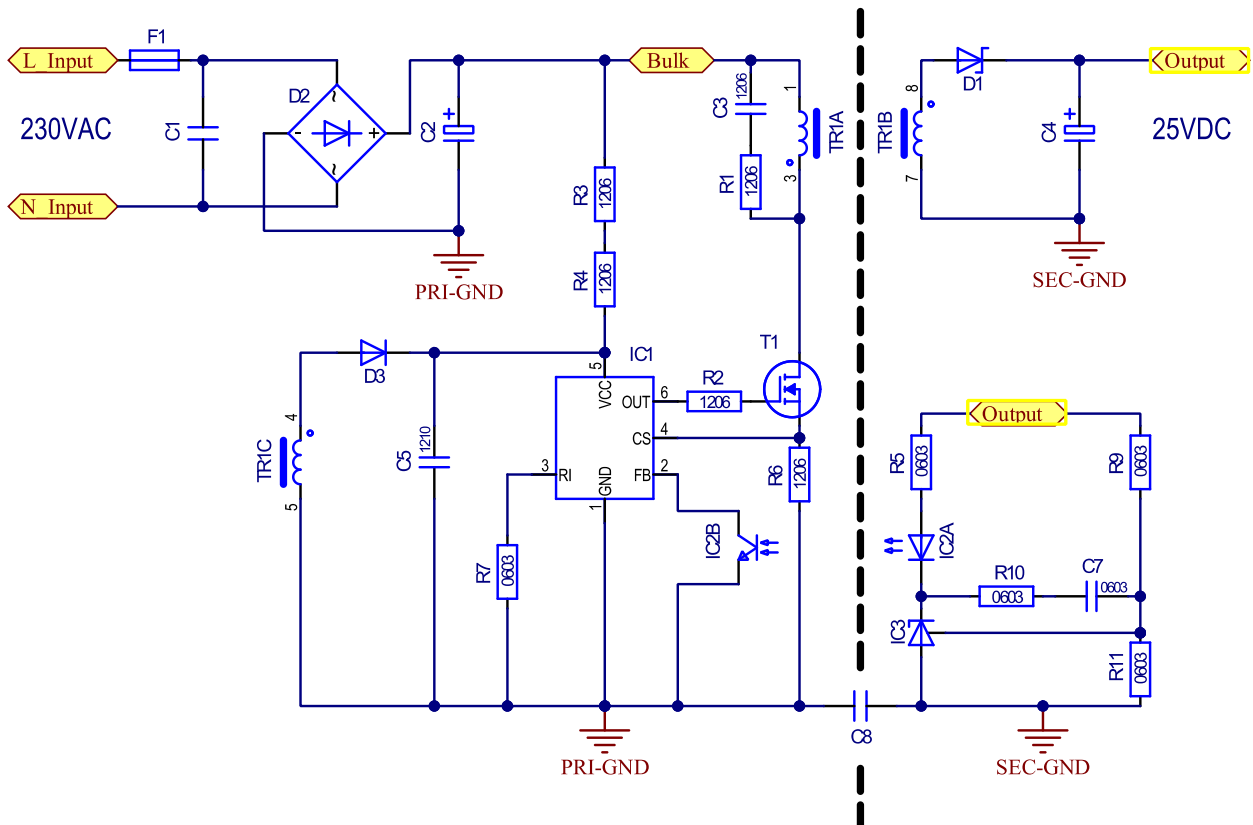 F1
L_Input
230VAC
N_Input
C1
D2
~
-
+
~
+
C2
PRI-GND
Bulk
R3
1206
R4
1206
C3
1206
R1
1206
1
3
TR1A
TR1B
8
7
D1
+
C4
Output
25VDC
SEC-GND
D3
4
5
TR1C
C5
1210
IC1
5
VCC
OUT
6
CS
4
FB
2
3
RI
GND
1
R2
1206
T1
R6
1206
R7
0603
IC2B
PRI-GND
C8
Output
R5
0603
R9
0603
IC2A
R10
0603
C7
0603
IC3
R11
0603
SEC-GND